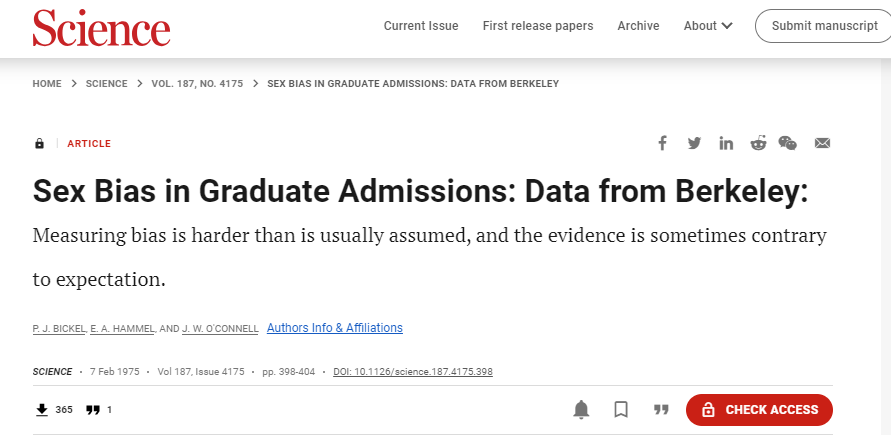 Science
Current Issue First release papers Archive About Submit manuscript
HOME > SCIENCE > VOL. 187, NO. 4175 > SEX BIAS IN GRADUATE ADMISSIONS: DATA FROM BERKELEY
ARTICLE
Sex Bias in Graduate Admissions: Data from Berkeley:
Measuring bias is harder than is usually assumed, and the evidence is sometimes contrary
to expectation.
P. J. BICKEL, E. A. HAMMEL, AND J. W. O'CONNELL Authors Info & Affiliations
SCIENCE · 7 Feb 1975 · Vol 187, Issue 4175 · pp. 398-404 · DOI: 10.1126/science.187.4175.398
365 1 CHECK ACCESS